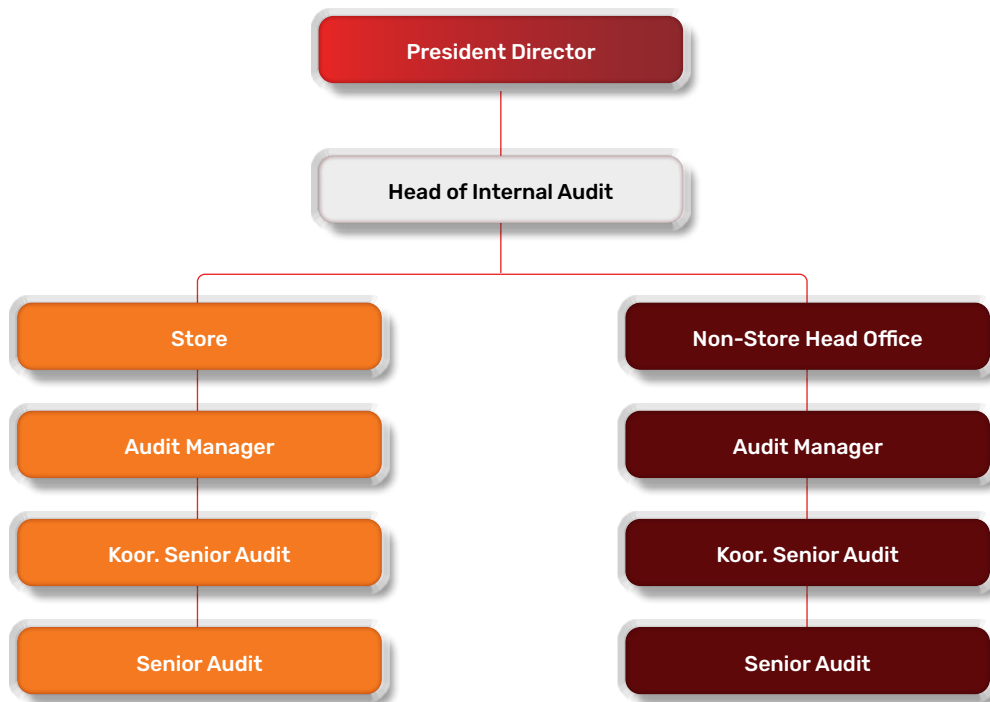 President Director
Head of Internal Audit
Store
Non-Store Head Office
Audit Manager
Audit Manager
Koor. Senior Audit
Koor. Senior Audit
Senior Audit
Senior Audit